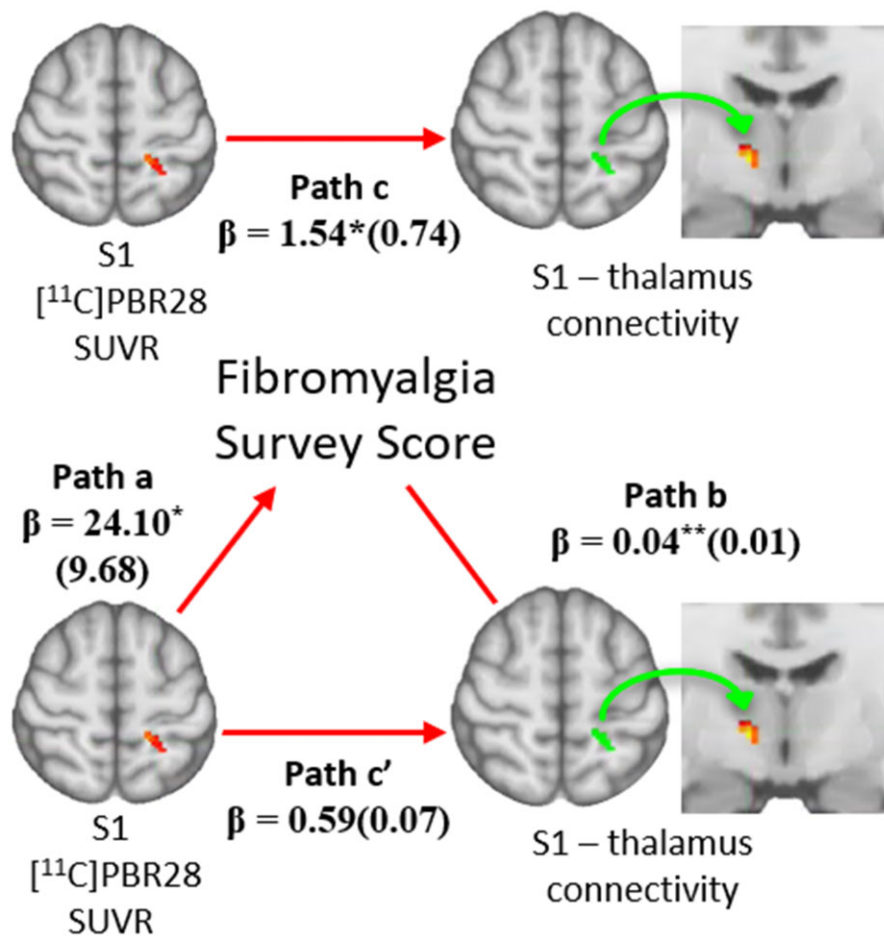 Path c
β = 1.54*(0.74)
S1
[¹¹C]PBR28
SUVR
S1 – thalamus
connectivity
Fibromyalgia
Survey Score
Path a
β = 24.10*
(9.68)
Path b
β = 0.04**(0.01)
Path c’
β = 0.59(0.07)
S1
[¹¹C]PBR28
SUVR
S1 – thalamus
connectivity